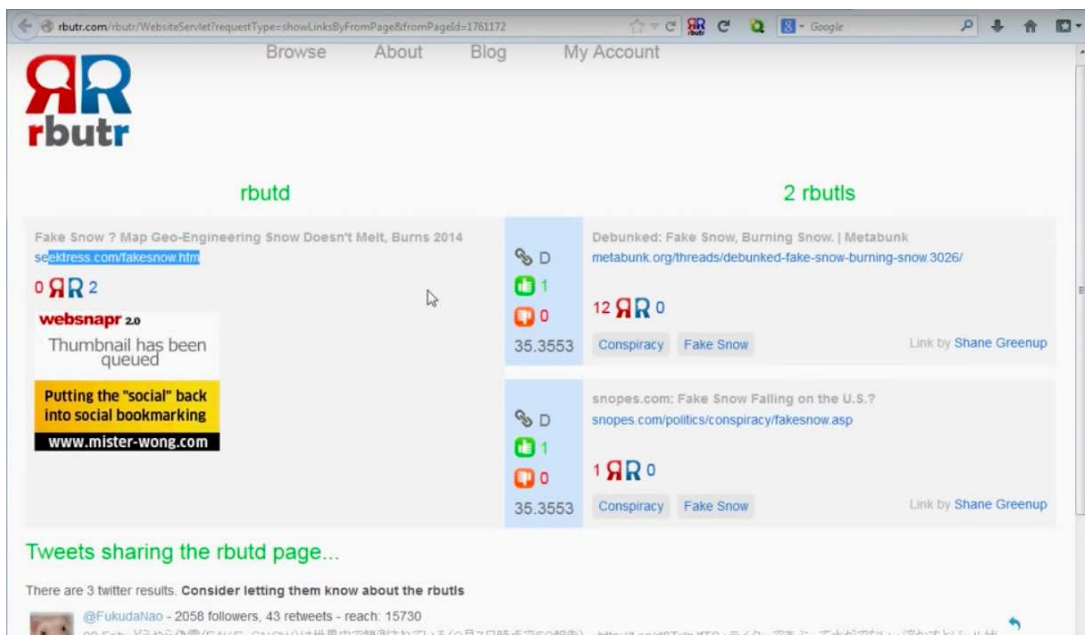 rbutr.com/rbutr/WebsiteServlet?requestType=showLinksByFromPage&fromPageId=1761172
Google
Browse About Blog My Account
rbutr
rbutd
2 rbutls
Fake Snow ? Map Geo-Engineering Snow Doesn't Melt, Burns 2014
seektress.com/fakesnow.htm
0 RR 2
websnapr 2.0
Thumbnail has been
queued
Putting the "social" back
into social bookmarking
www.mister-wong.com
D
1
0
35.3553
Debunked: Fake Snow, Burning Snow. | Metabunk
metabunk.org/threads/debunked-fake-snow-burning-snow.3026/
12 RR 0
Conspiracy Fake Snow
Link by Shane Greenup
D
1
0
35.3553
snopes.com: Fake Snow Falling on the U.S.?
snopes.com/politics/conspiracy/fakesnow.asp
1 RR 0
Conspiracy Fake Snow
Link by Shane Greenup
Tweets sharing the rbutd page...
There are 3 twitter results. Consider letting them know about the rbutls
@FukudaNao - 2058 followers, 43 retweets - reach: 15730